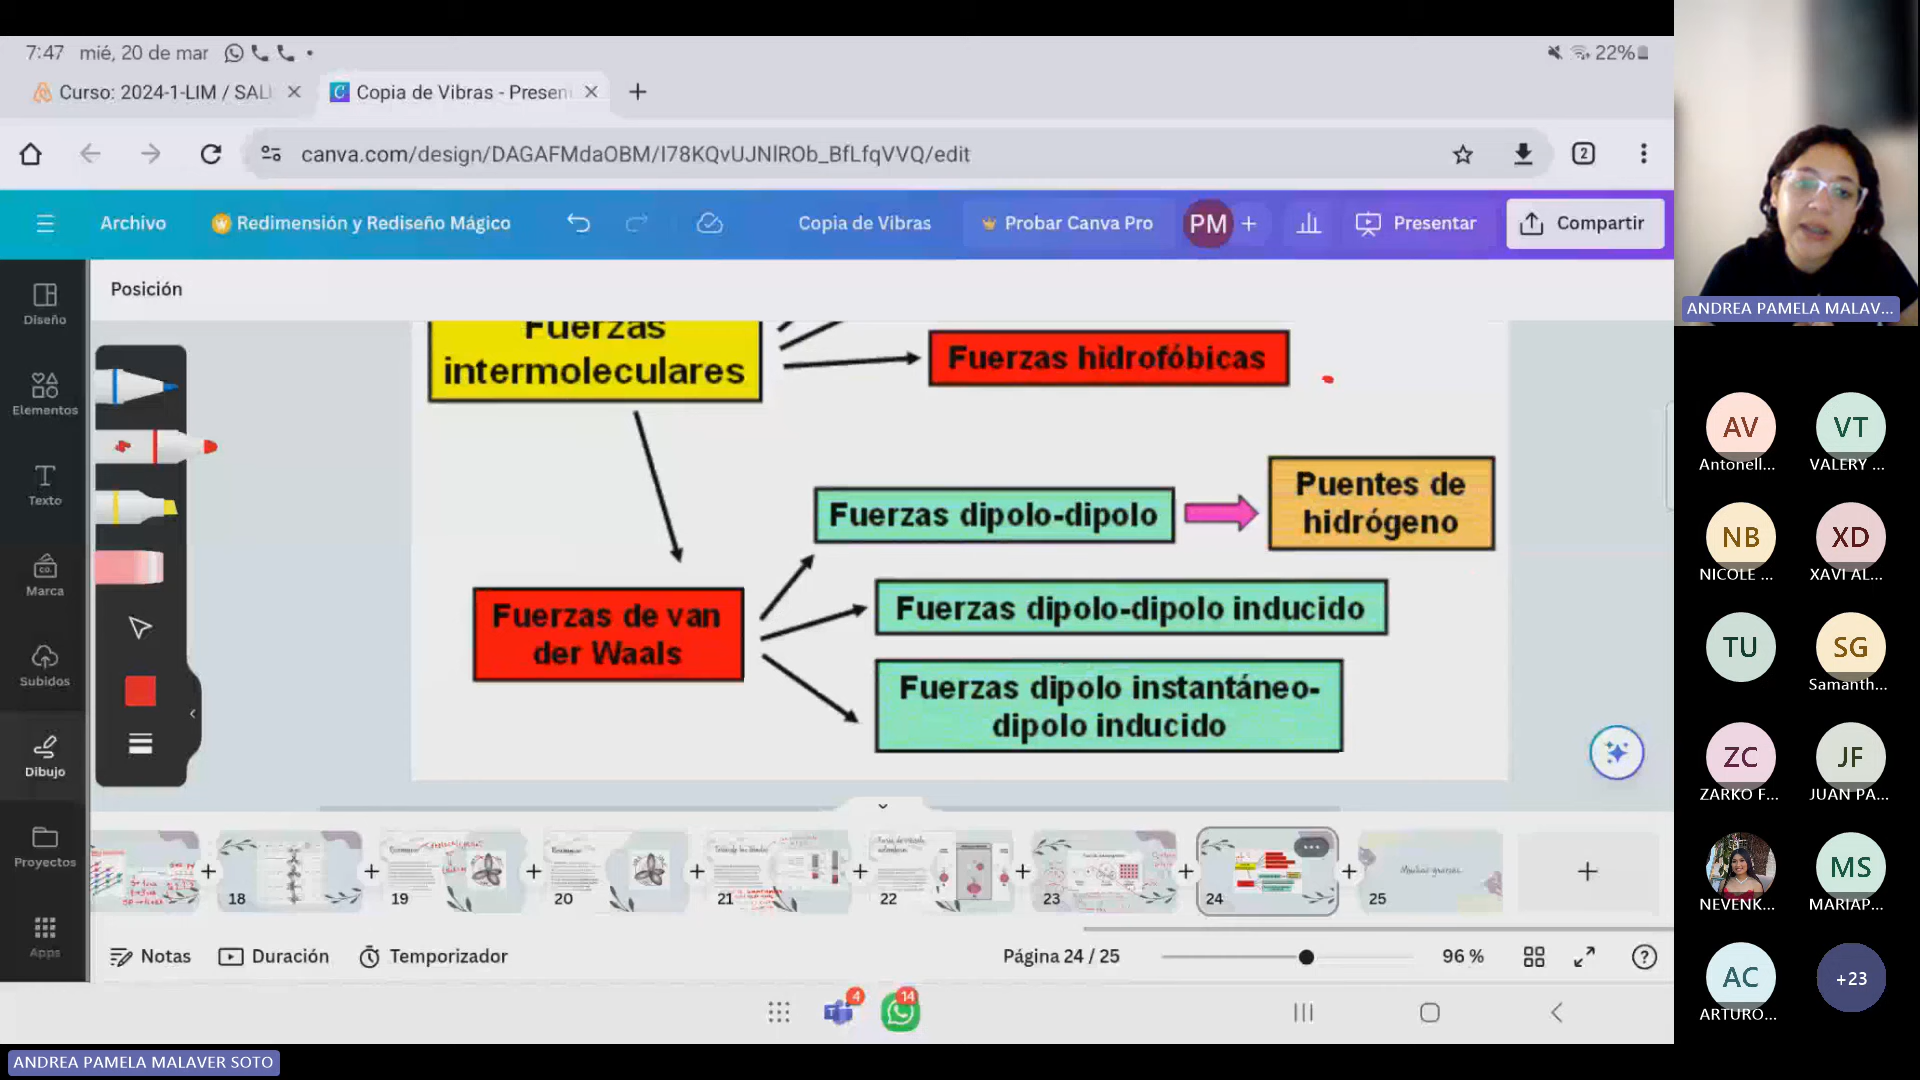 7:47 mié, 20 de mar
22%
Curso: 2024-1-LIM / SAL
Copia de Vibras - Presen
canva.com/design/DAGAFMdaOBM/I78KQvUJNlROb_BfLfqVVQ/edit
2
Archivo
Redimensión y Rediseño Mágico
Copia de Vibras
Probar Canva Pro
PM
Presentar
Compartir
Posición
Diseño
Elementos
Texto
Marca
Subidos
Dibujo
Proyectos
Apps
Fuerzas
intermoleculares
Fuerzas hidrofóbicas
Fuerzas dipolo-dipolo
Puentes de
hidrógeno
Fuerzas de van
der Waals
Fuerzas dipolo-dipolo inducido
Fuerzas dipolo instantáneo-
dipolo inducido
18
19
20
21
22
23
24
25
Muchas gracias
Notas
Duración
Temporizador
Página 24 / 25
96 %
4
14
ANDREA PAMELA MALAVER SOTO
ANDREA PAMELA MALAV...
AV
Antonell...
VT
VALERY ...
NB
NICOLE ...
XD
XAVI AL...
TU
SG
Samanth...
ZC
ZARKO F...
JF
JUAN PA...
NEVENK...
MS
MARIAP...
AC
ARTURO...
+23